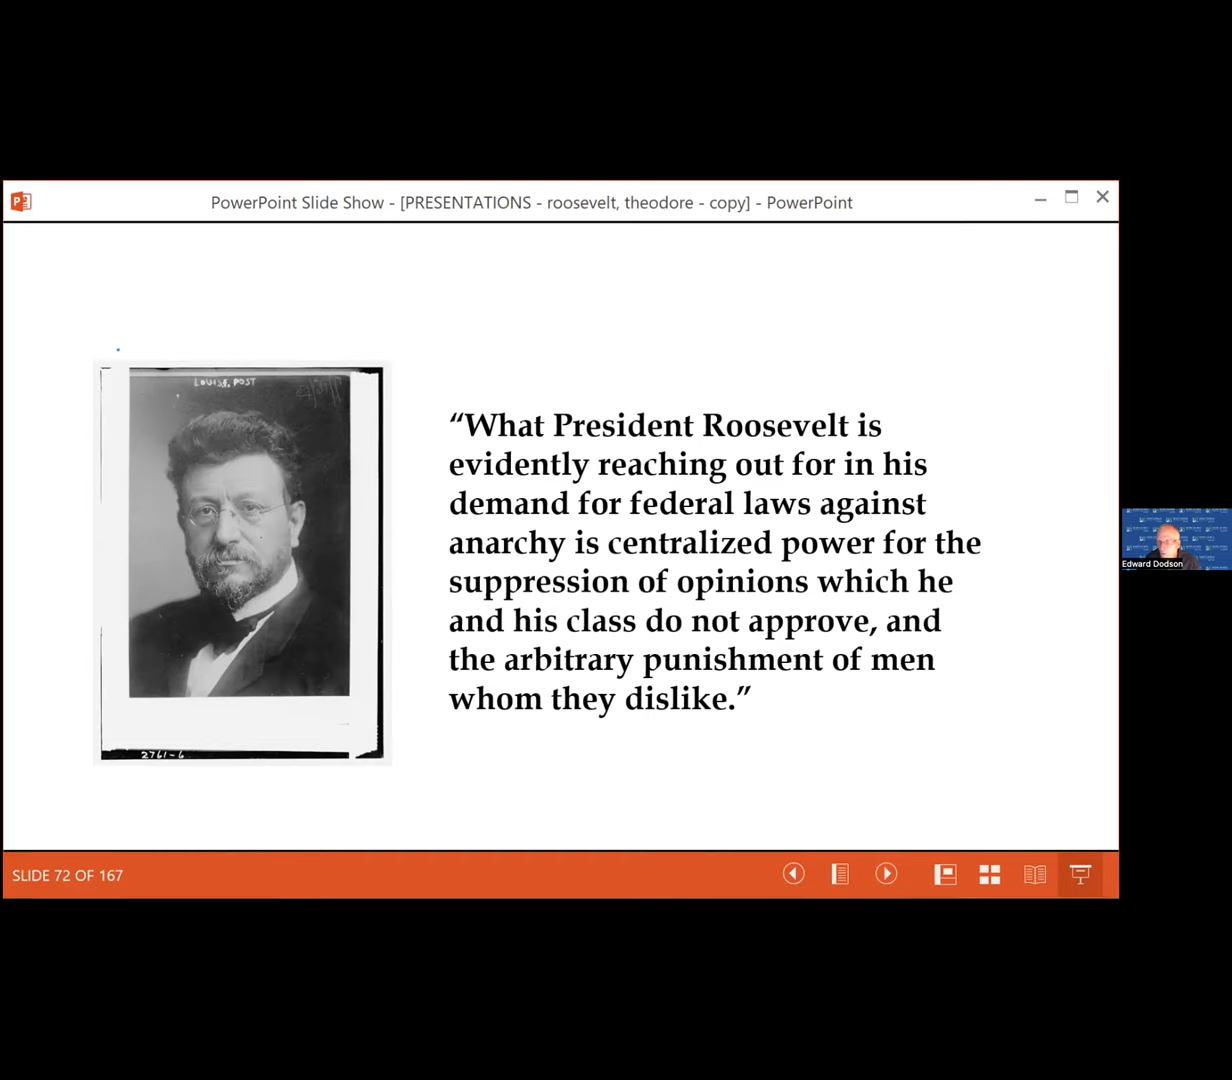 PowerPoint Slide Show - [PRESENTATIONS - roosevelt, theodore - copy] - PowerPoint
LOUIS F. POST
“What President Roosevelt is
evidently reaching out for in his
demand for federal laws against
anarchy is centralized power for the
suppression of opinions which he
and his class do not approve, and
the arbitrary punishment of men
whom they dislike.”
2761-6
Edward Dodson
SLIDE 72 OF 167